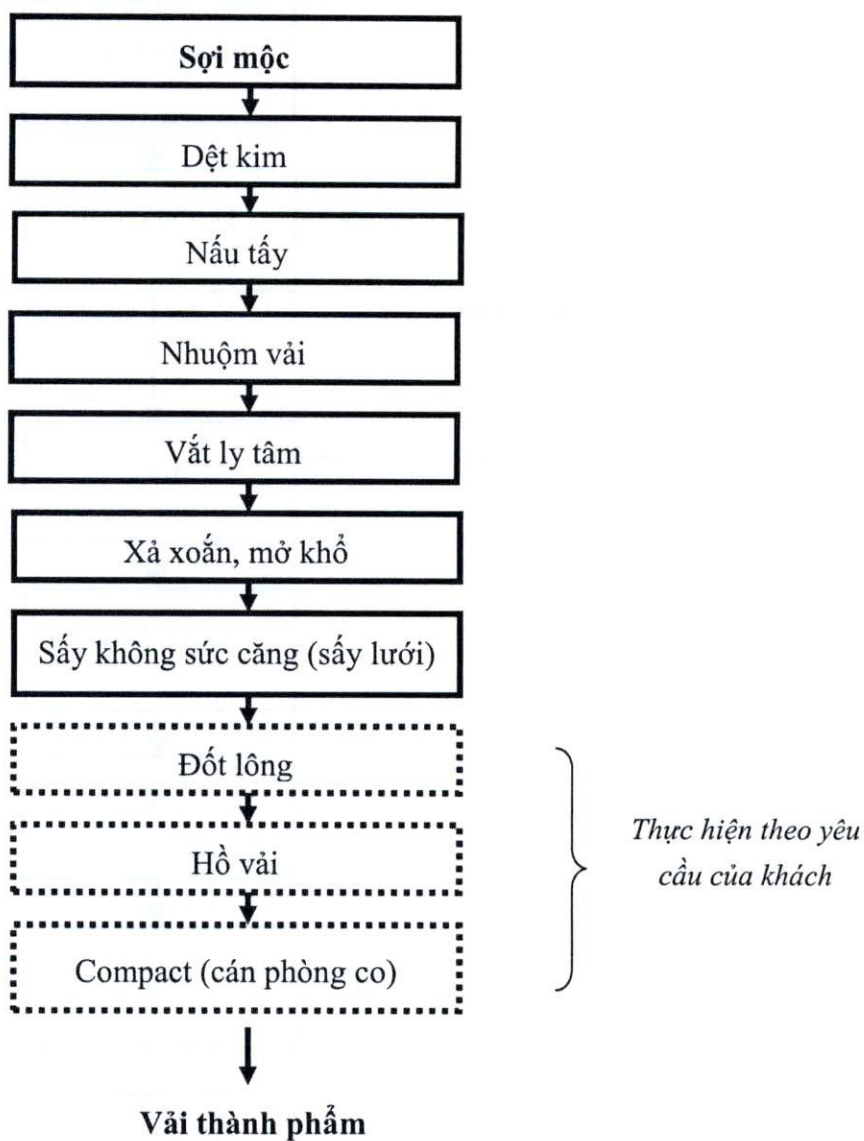 Sợi mộc
Dệt kim
Nấu tấy
Nhuộm vải
Vắt ly tâm
Xả xoắn, mở khổ
Sấy không sức căng (sấy lưới)
Đốt lông
Hồ vải
Compact (cán phòng co)
Thực hiện theo yêu
cầu của khách
Vải thành phẩm